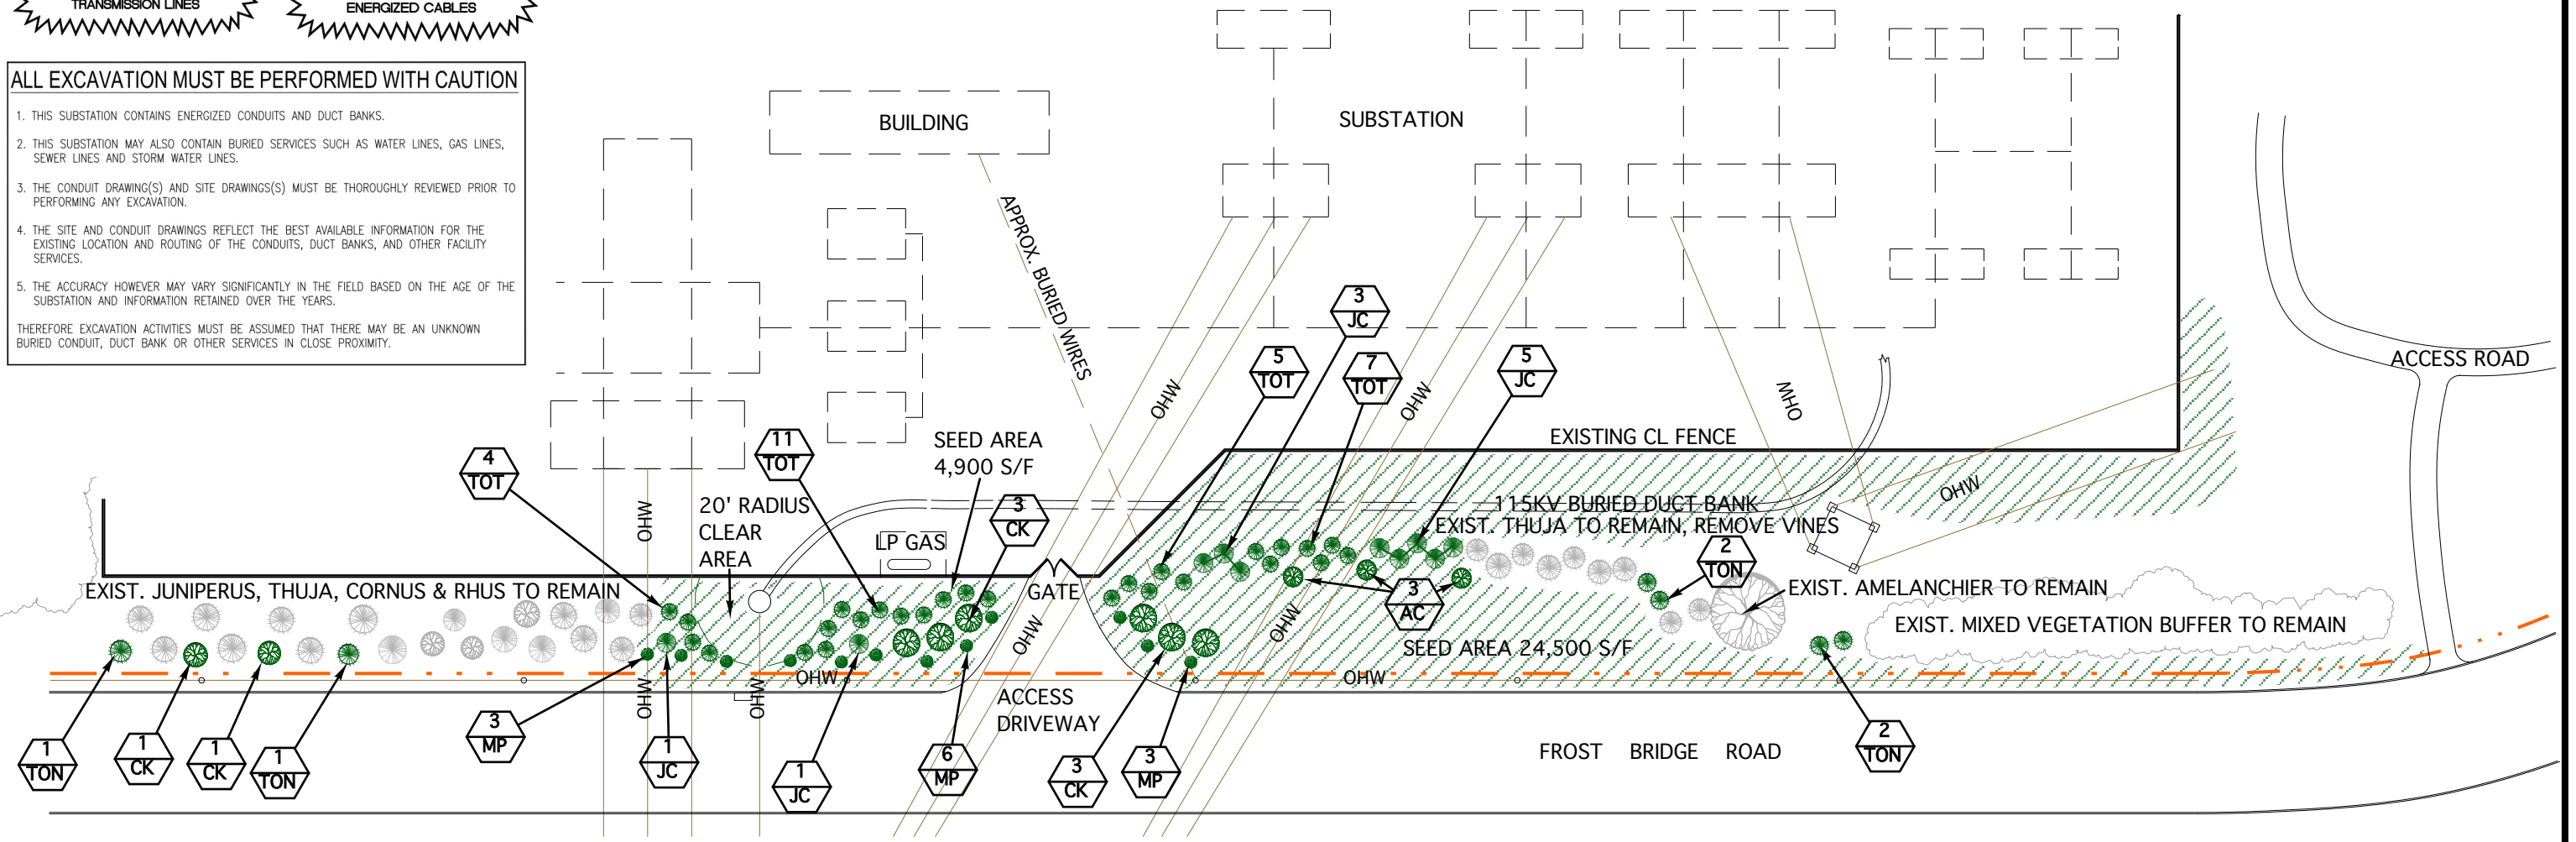 TRANSMISSION LINES
ENERGIZED CABLES
ALL EXCAVATION MUST BE PERFORMED WITH CAUTION
1. THIS SUBSTATION CONTAINS ENERGIZED CONDUITS AND DUCT BANKS.
2. THIS SUBSTATION MAY ALSO CONTAIN BURIED SERVICES SUCH AS WATER LINES, GAS LINES,
SEWER LINES AND STORM WATER LINES.
3. THE CONDUIT DRAWING(S) AND SITE DRAWINGS(S) MUST BE THOROUGHLY REVIEWED PRIOR TO
PERFORMING ANY EXCAVATION.
4. THE SITE AND CONDUIT DRAWINGS REFLECT THE BEST AVAILABLE INFORMATION FOR THE
EXISTING LOCATION AND ROUTING OF THE CONDUITS, DUCT BANKS, AND OTHER FACILITY
SERVICES.
5. THE ACCURACY HOWEVER MAY VARY SIGNIFICANTLY IN THE FIELD BASED ON THE AGE OF THE
SUBSTATION AND INFORMATION RETAINED OVER THE YEARS.
THEREFORE EXCAVATION ACTIVITIES MUST BE ASSUMED THAT THERE MAY BE AN UNKNOWN
BURIED CONDUIT, DUCT BANK OR OTHER SERVICES IN CLOSE PROXIMITY.
BUILDING
SUBSTATION
APPROX. BURIED WIRES
3
JC
5
TOT
7
TOT
5
JC
OHW
OHW
OHW
ACCESS ROAD
4
TOT
11
TOT
SEED AREA
4,900 S/F
EXISTING CL FENCE
OHW
OHW
20' RADIUS
CLEAR
AREA
3
CK
LP GAS
115KV BURIED DUCT BANK
EXIST. THUJA TO REMAIN, REMOVE VINES
2
TON
EXIST. JUNIPERUS, THUJA, CORNUS & RHUS TO REMAIN
GATE
3
AC
EXIST. AMELANCHIER TO REMAIN
EXIST. MIXED VEGETATION BUFFER TO REMAIN
OHW
OHW
SEED AREA 24,500 S/F
OHW
OHW
OHW
OHW
ACCESS
DRIVEWAY
FROST BRIDGE ROAD
1
TON
1
CK
1
CK
1
TON
3
MP
1
JC
1
JC
6
MP
3
CK
3
MP
2
TON